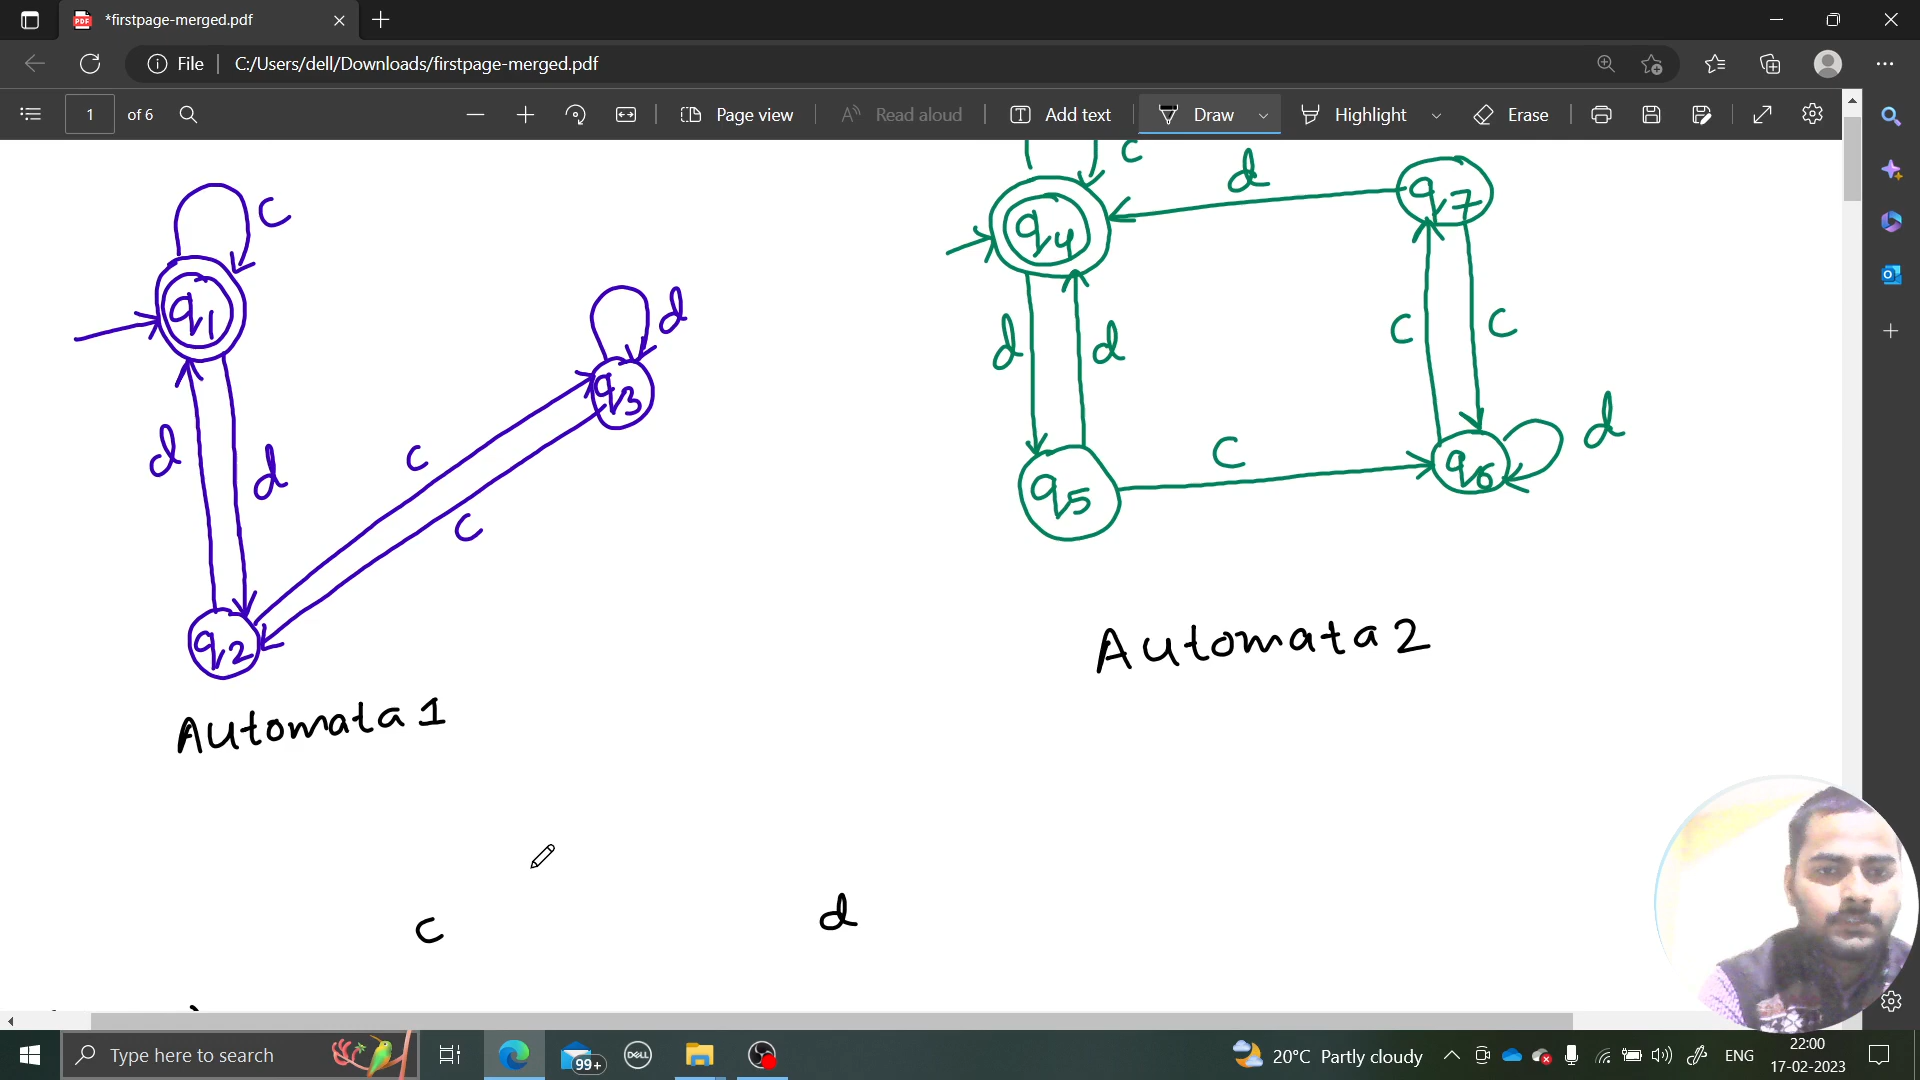 *firstpage-merged.pdf
File
C:/Users/dell/Downloads/firstpage-merged.pdf
1 of 6
Page view
Read aloud
Add text
Draw
Highlight
Erase
c
q1
d
q3
d
d
c
c
q2
Automata 1
c
q4
d
q7
d
d
c
c
d
q5
c
q6
Automata 2
c
d
Type here to search
99+
DELL
20°C Partly cloudy
ENG
22:00
17-02-2023